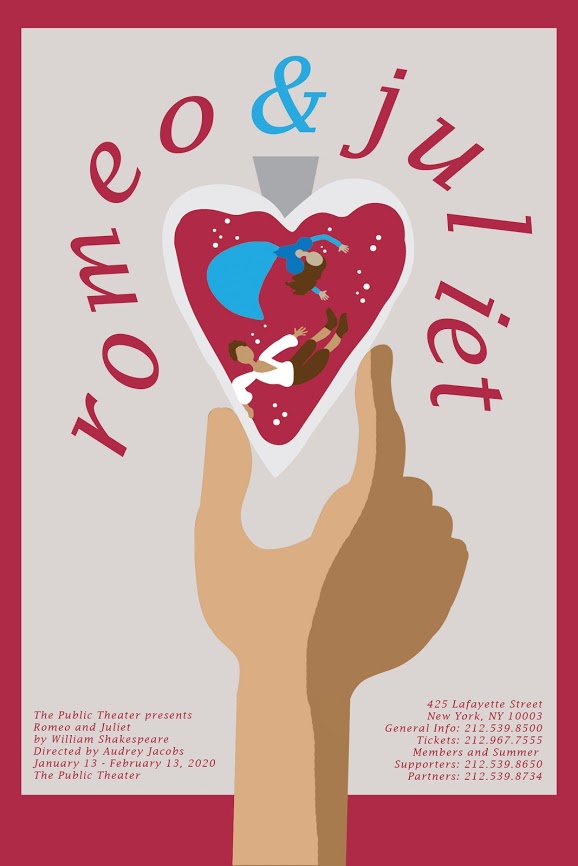 romeo & juliet
The Public Theater presents
Romeo and Juliet
by William Shakespeare
Directed by Audrey Jacobs
January 13 - February 13, 2020
The Public Theater
425 Lafayette Street
New York, NY 10003
General Info: 212.539.8500
Tickets: 212.967.7555
Members and Summer
Supporters: 212.539.8650
Partners: 212.539.8734